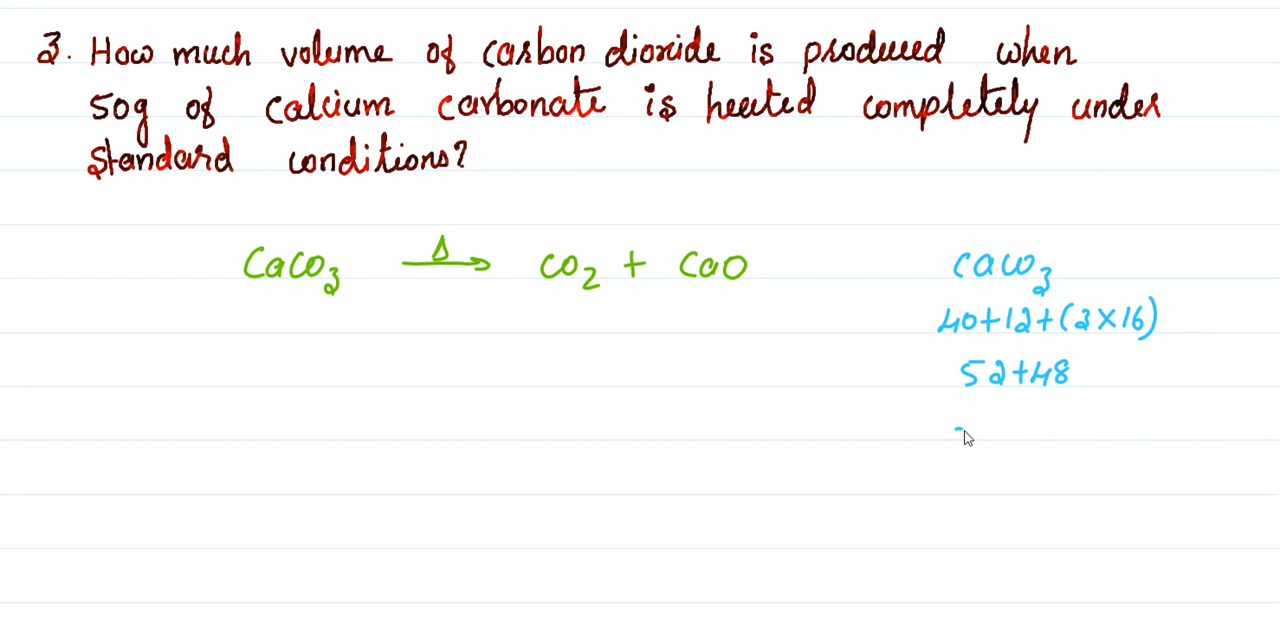 3. How much volume of carbon dioxide is produced when
50g of calcium carbonate is heated completely under
standard conditions?
CaCO3 Δ→ CO2 + CaO
CaCO3
40+12+(3×16)
52+48